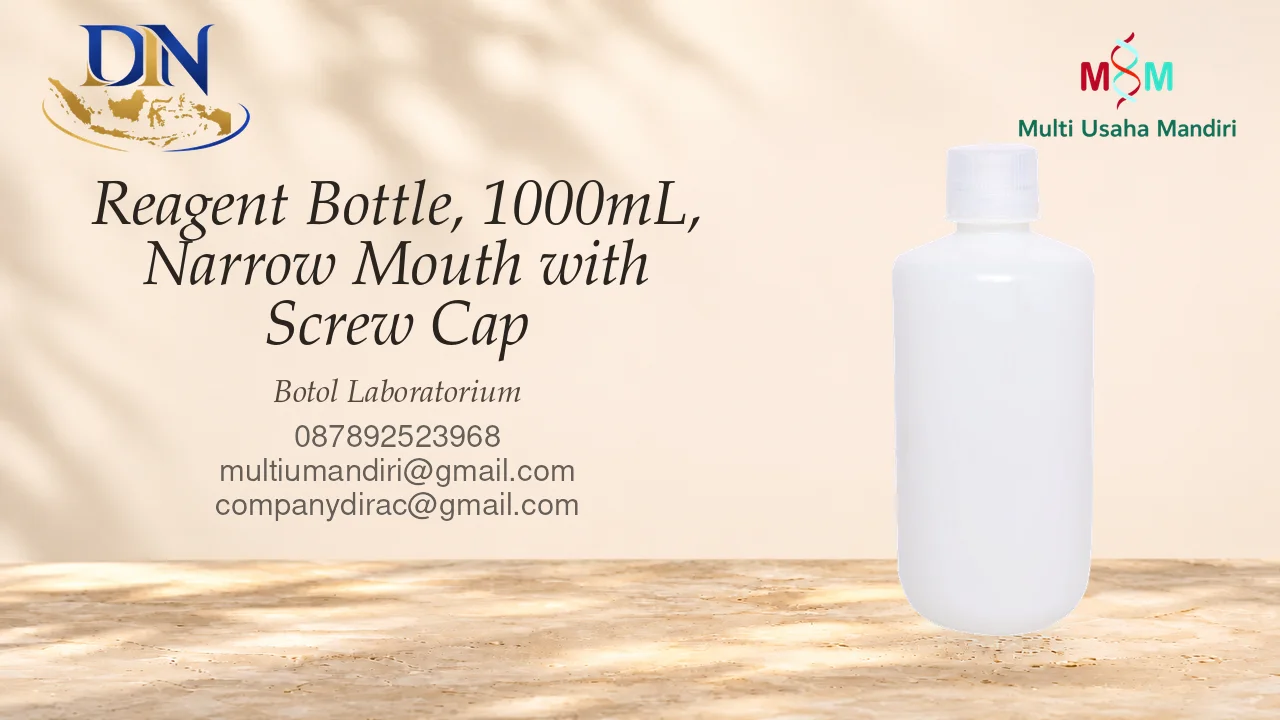 DIN
MSM
Multi Usaha Mandiri
Reagent Bottle, 1000mL,
Narrow Mouth with
Screw Cap
Botol Laboratorium
087892523968
multiumandiri@gmail.com
companydirac@gmail.com